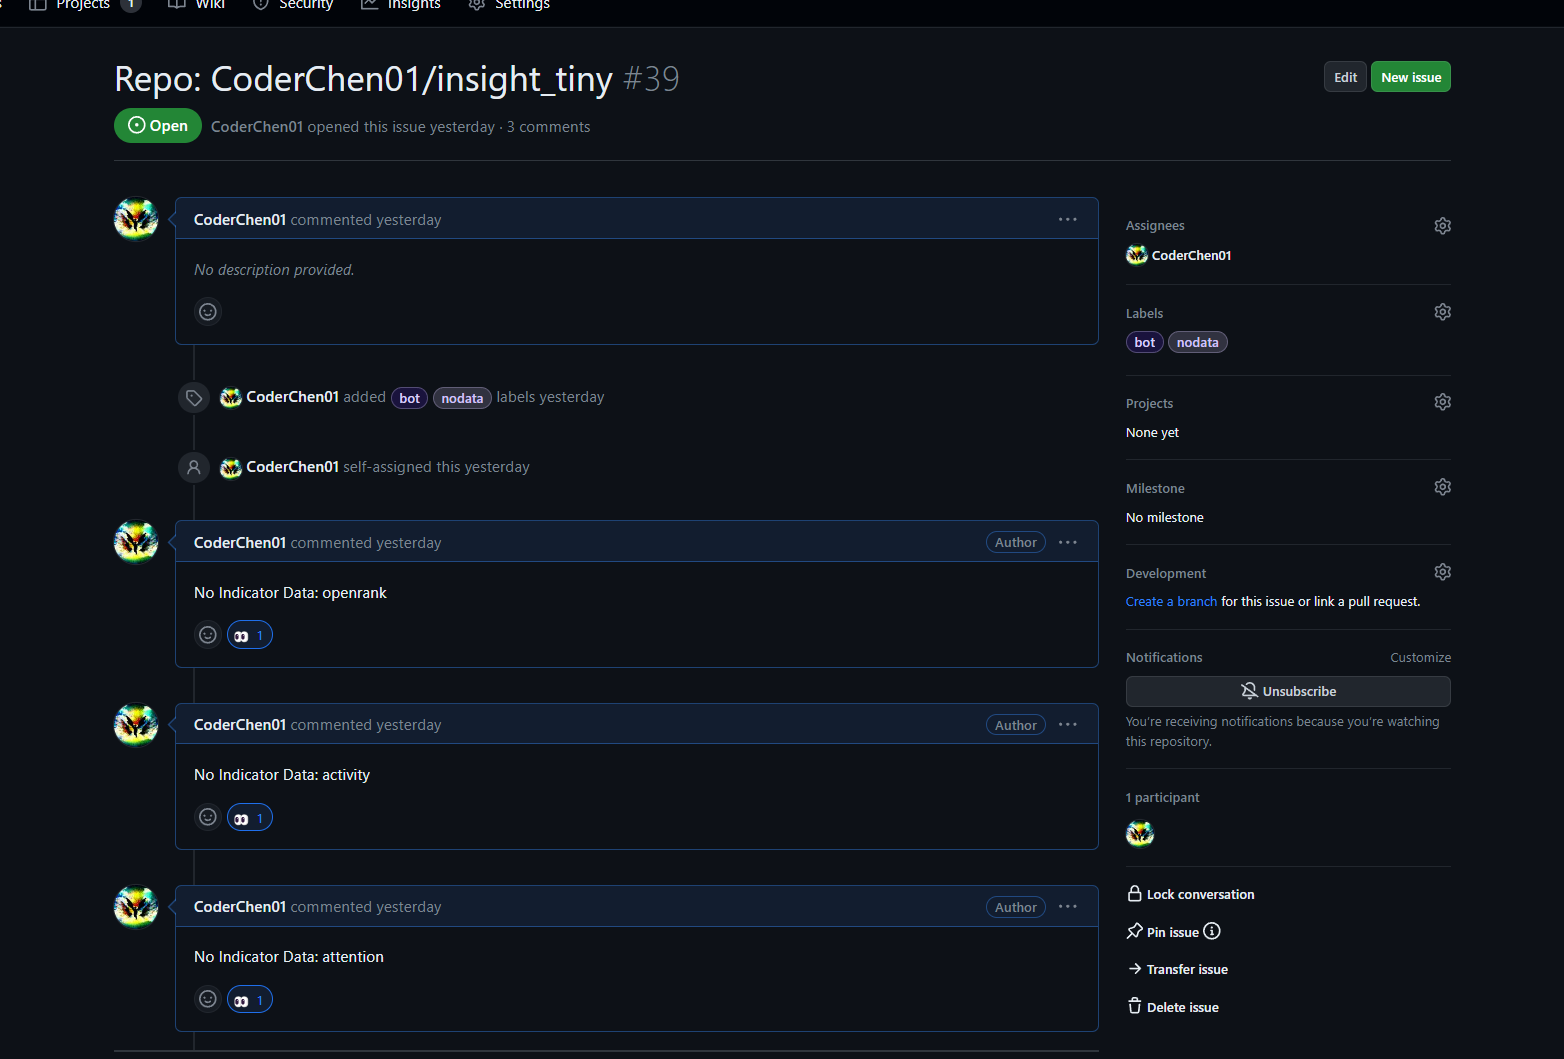 Projects 1 Wiki Security Insights Settings
Repo: CoderChen01/insight_tiny #39
Edit New issue
Open CoderChen01 opened this issue yesterday · 3 comments
CoderChen01 commented yesterday
No description provided.
CoderChen01 added bot nodata labels yesterday
CoderChen01 self-assigned this yesterday
CoderChen01 commented yesterday Author
No Indicator Data: openrank
1
CoderChen01 commented yesterday Author
No Indicator Data: activity
1
CoderChen01 commented yesterday Author
No Indicator Data: attention
1
Assignees
CoderChen01
Labels
bot nodata
Projects
None yet
Milestone
No milestone
Development
Create a branch for this issue or link a pull request.
Notifications Customize
Unsubscribe
You're receiving notifications because you're watching
this repository.
1 participant
Lock conversation
Pin issue
Transfer issue
Delete issue